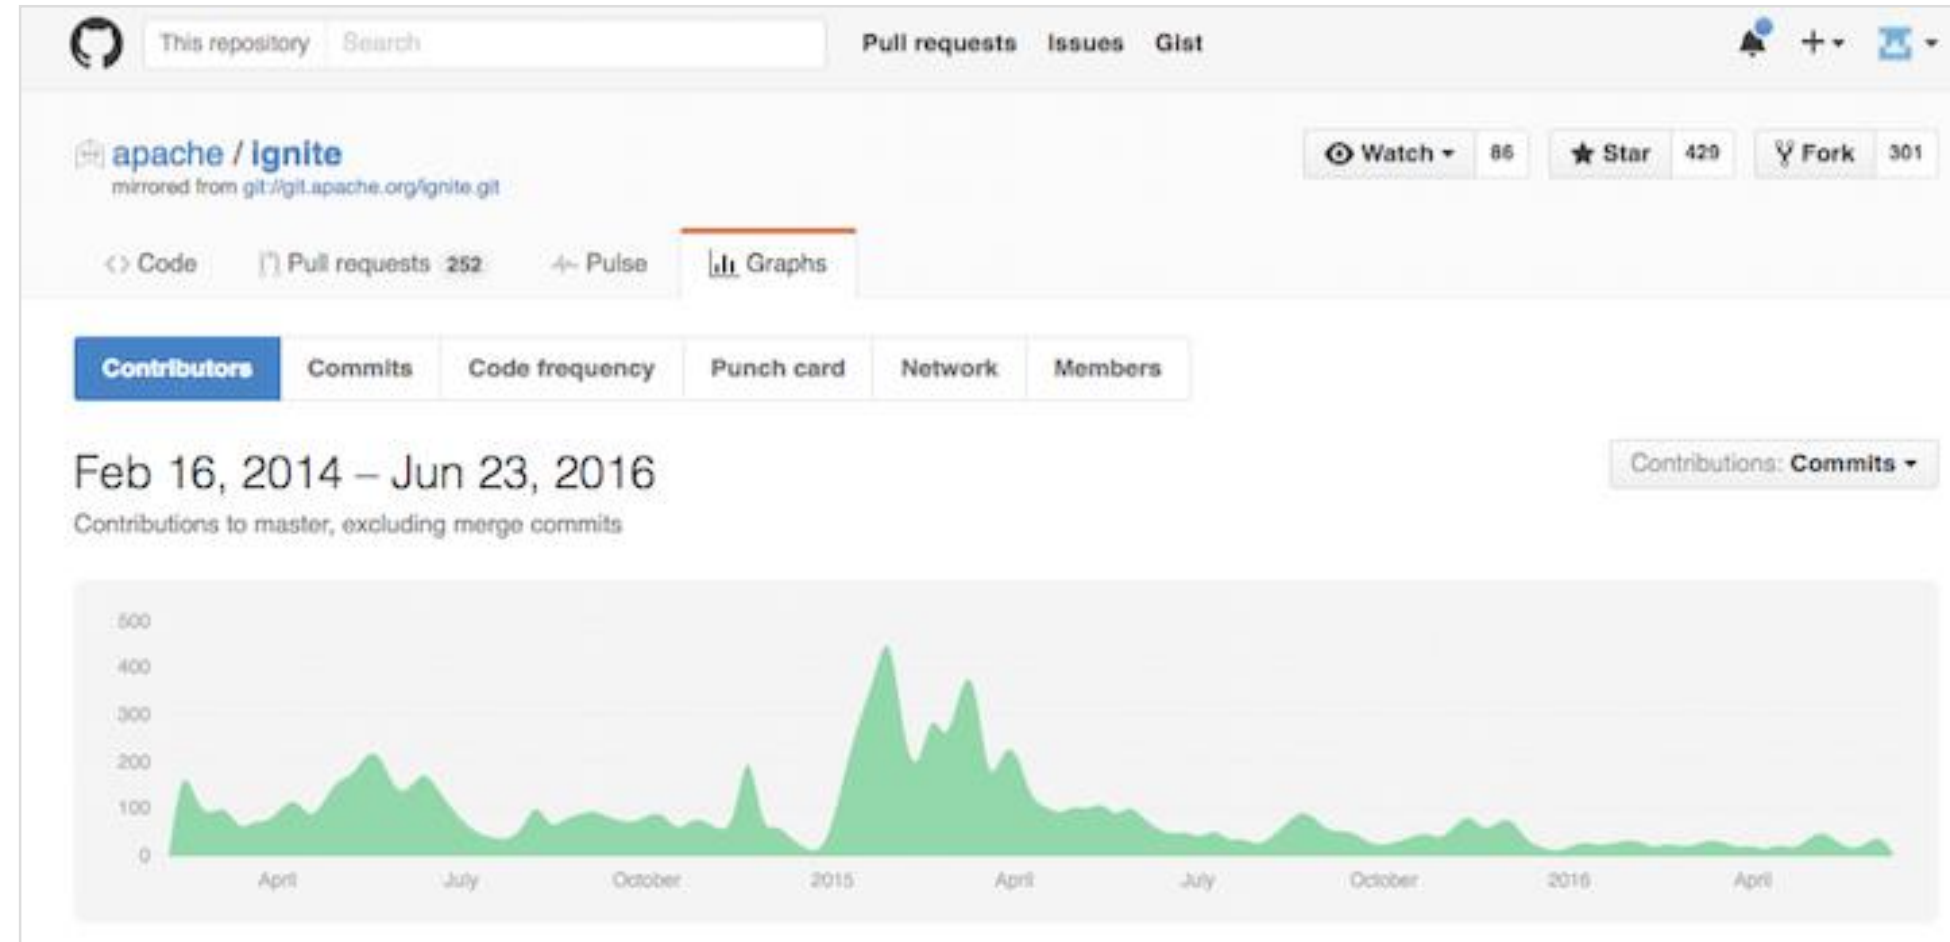 This repository Search Pull requests Issues Gist
apache / ignite Watch 86 Star 429 Fork 301
mirrored from git://git.apache.org/ignite.git
Code Pull requests 252 Pulse Graphs
Contributors Commits Code frequency Punch card Network Members
Feb 16, 2014 – Jun 23, 2016 Contributions: Commits
Contributions to master, excluding merge commits
500
400
300
200
100
0
April July October 2015 April July October 2016 April